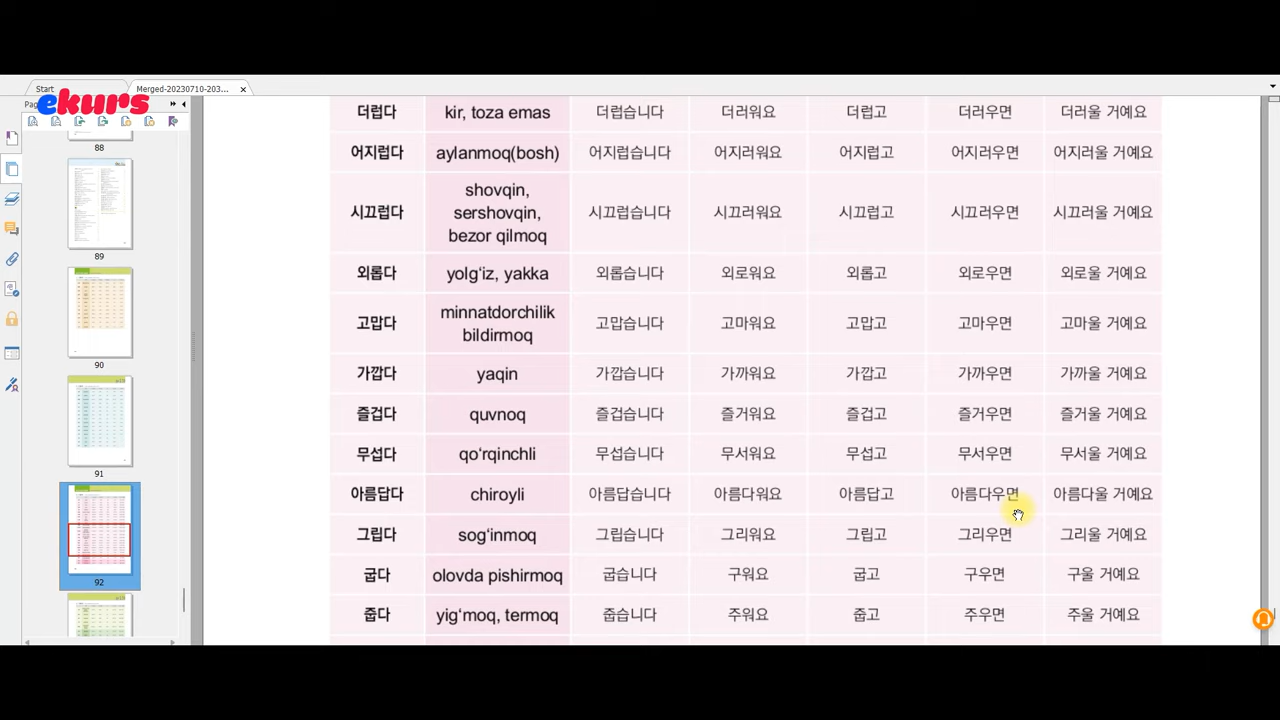 Start
Merged-20230710-203...
ekurs
88
89
90
91
92
더럽다 kir, toza emas 더럽습니다 더러워요 더럽고 더러우면 더러울 거예요
어지럽다 aylanmoq(bosh) 어지럽습니다 어지러워요 어지럽고 어지러우면 어지러울 거예요
shovqin,
시끄럽다 sershovqin, 시끄럽습니다 시끄러워요 시끄럽고 시끄러우면 시끄러울 거예요
bezor qilmoq
외롭다 yolg‘iz, yakka 외롭습니다 외로워요 외롭고 외로우면 외로울 거예요
minnatdorchilik
고맙다 고맙습니다 고마워요 고맙고 고마우면 고마울 거예요
bildirmoq
가깝다 yaqin 가깝습니다 가까워요 가깝고 가까우면 가까울 거예요
즐겁다 quvnoq 즐겁습니다 즐거워요 즐겁고 즐거우면 즐거울 거예요
무섭다 qo‘rqinchli 무섭습니다 무서워요 무섭고 무서우면 무서울 거예요
아름답다 chiroyli 아름답습니다 아름다워요 아름답고 아름다우면 아름다울 거예요
그립다 sog‘inmoq 그립습니다 그리워요 그립고 그리우면 그리울 거예요
굽다 olovda pishirmoq 굽습니다 구워요 굽고 구우면 구울 거예요
줍다 yig‘moq, termoq 줍습니다 주워요 줍고 주우면 주울 거예요